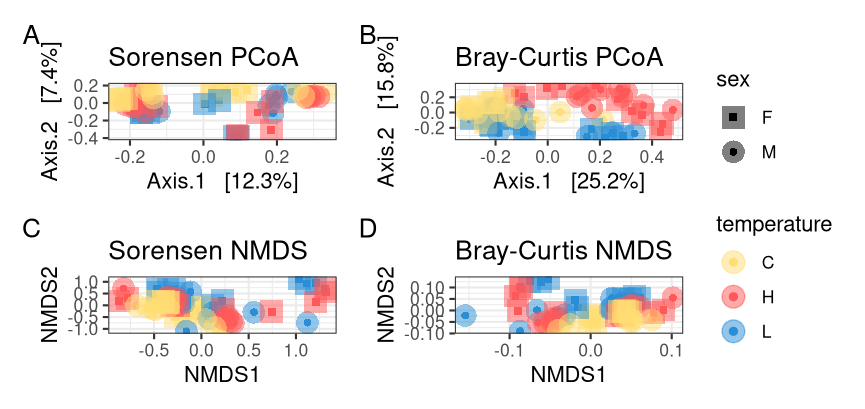 A
Sorensen PCoA
Axis.2 [7.4%]
0.2
0.0
-0.2
-0.4
-0.2 0.0 0.2
Axis.1 [12.3%]
B
Bray-Curtis PCoA
Axis.2 [15.8%]
0.2
0.0
-0.2
-0.2 0.0 0.2 0.4
Axis.1 [25.2%]
sex
F
M
C
Sorensen NMDS
NMDS2
1.0
0.5
0.0
-0.5
-1.0
-0.5 0.0 0.5 1.0
NMDS1
D
Bray-Curtis NMDS
NMDS2
0.10
0.05
0.00
-0.05
-0.10
-0.1 0.0 0.1
NMDS1
temperature
C
H
L